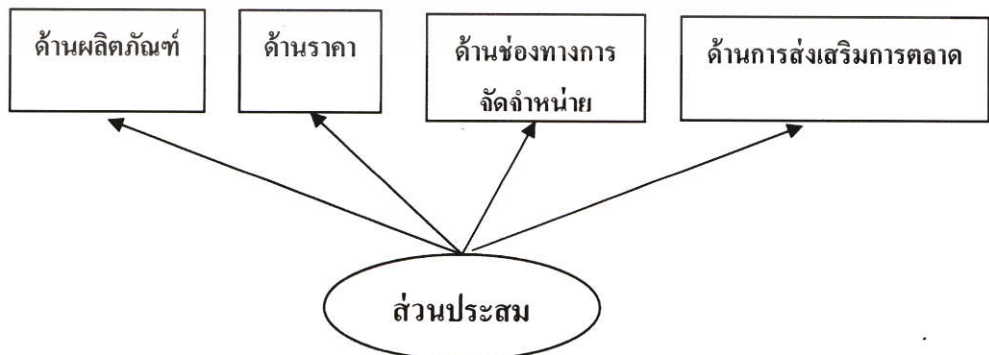 ด้านผลิตภัณฑ์
ด้านราคา
ด้านช่องทางการ
จัดจำหน่าย
ด้านการส่งเสริมการตลาด
ส่วนประสม